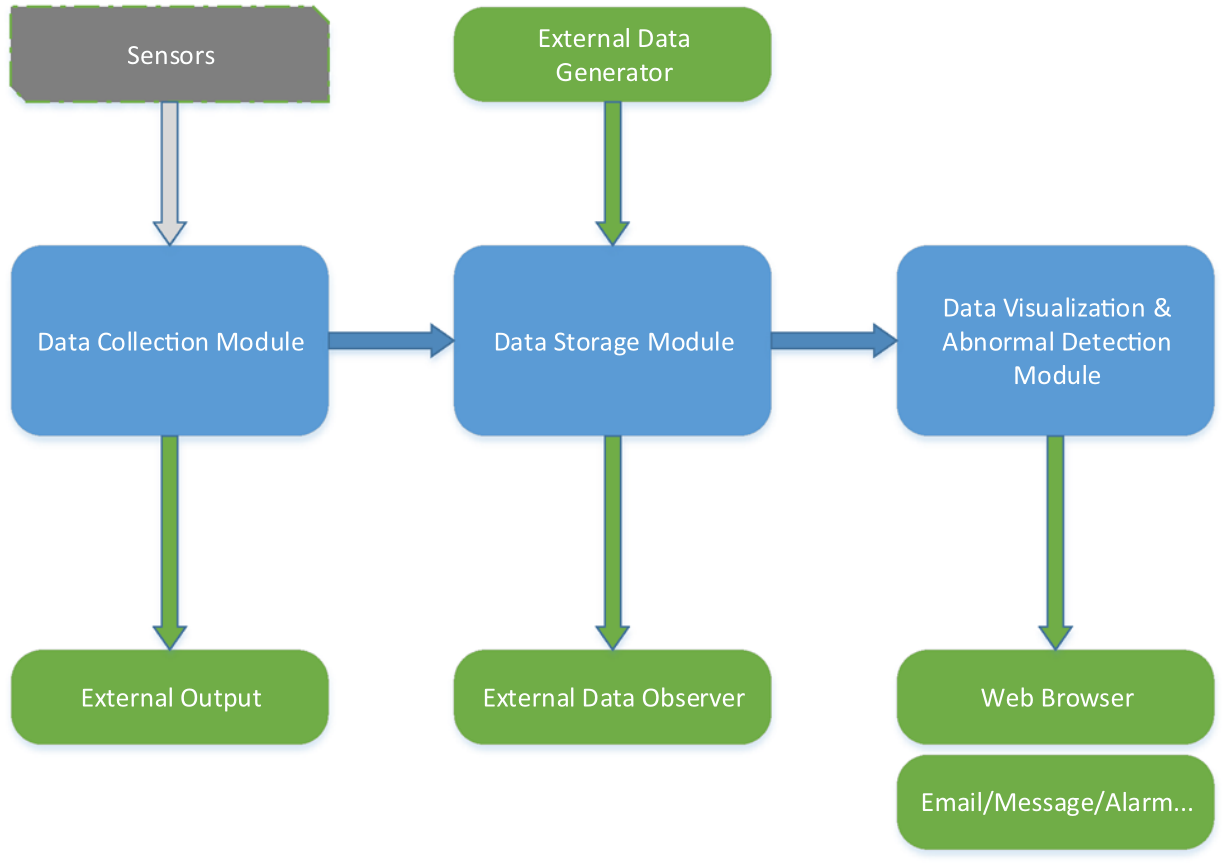 Sensors
External Data
Generator
Data Collection Module
Data Storage Module
Data Visualization &
Abnormal Detection
Module
External Output
External Data Observer
Web Browser
Email/Message/Alarm...